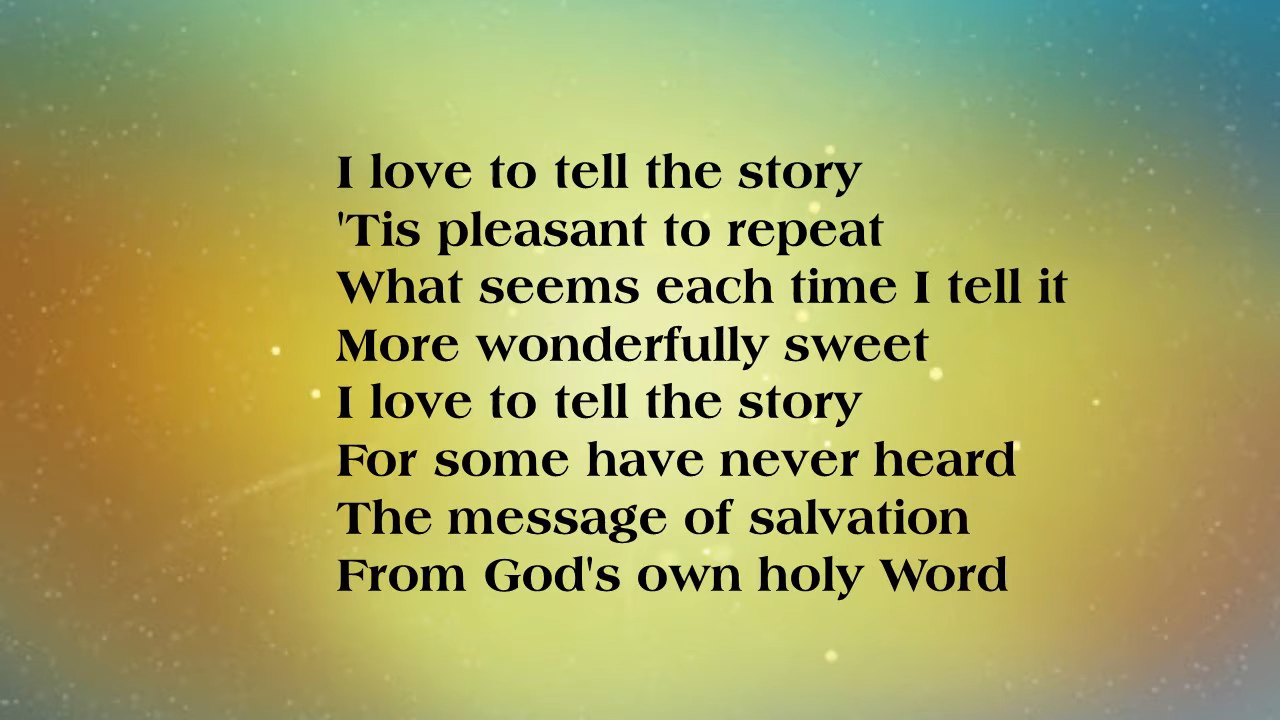 I love to tell the story
'Tis pleasant to repeat
What seems each time I tell it
More wonderfully sweet
I love to tell the story
For some have never heard
The message of salvation
From God's own holy Word